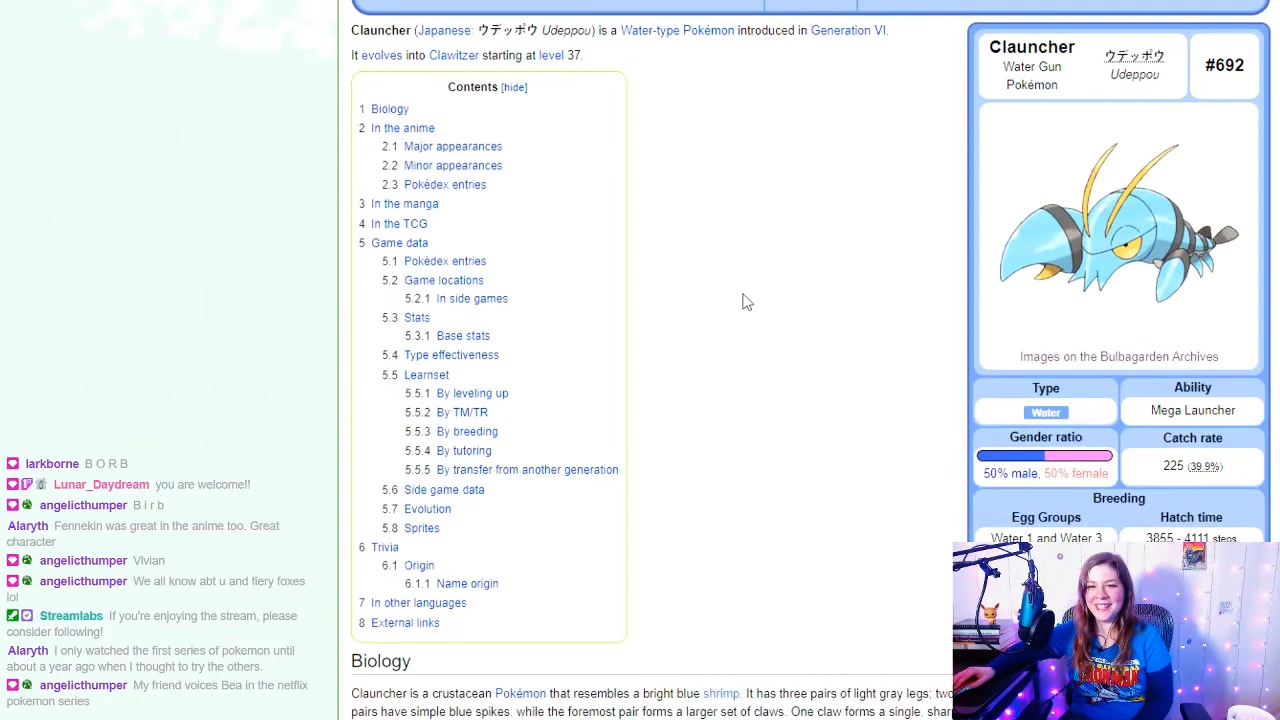 Clauncher (Japanese: ウデッポウ Udeppou) is a Water-type Pokémon introduced in Generation VI.
It evolves into Clawitzer starting at level 37.
Contents [hide]
1 Biology
2 In the anime
2.1 Major appearances
2.2 Minor appearances
2.3 Pokédex entries
3 In the manga
4 In the TCG
5 Game data
5.1 Pokédex entries
5.2 Game locations
5.2.1 In side games
5.3 Stats
5.3.1 Base stats
5.4 Type effectiveness
5.5 Learnset
5.5.1 By leveling up
5.5.2 By TM/TR
5.5.3 By breeding
5.5.4 By tutoring
5.5.5 By transfer from another generation
5.6 Side game data
5.7 Evolution
5.8 Sprites
6 Trivia
6.1 Origin
6.1.1 Name origin
7 In other languages
8 External links
Biology
Clauncher is a crustacean Pokémon that resembles a bright blue shrimp. It has three pairs of light gray legs; two
pairs have simple blue spikes, while the foremost pair forms a larger set of claws. One claw forms a single,
Clauncher
Water Gun
Pokémon
ウデッポウ
Udeppou
#692
Images on the Bulbagarden Archives
Type
Water
Ability
Mega Launcher
Gender ratio
50% male, 50% female
Catch rate
225 (39.9%)
Breeding
Egg Groups
Water 1 and Water 3
Hatch time
3855 - 4111 steps
larkborne B O R B
Lunar_Daydream you are welcome!!
angelicthumper B i r b
Alaryth Fennekin was great in the anime too. Great
character
angelicthumper Vivian
angelicthumper We all know abt u and fiery foxes
lol
Streamlabs If you're enjoying the stream, please
consider following!
Alaryth I only watched the first series of pokemon until
about a year ago when I thought to try the others.
angelicthumper My friend voices Bea in the netflix
pokemon series